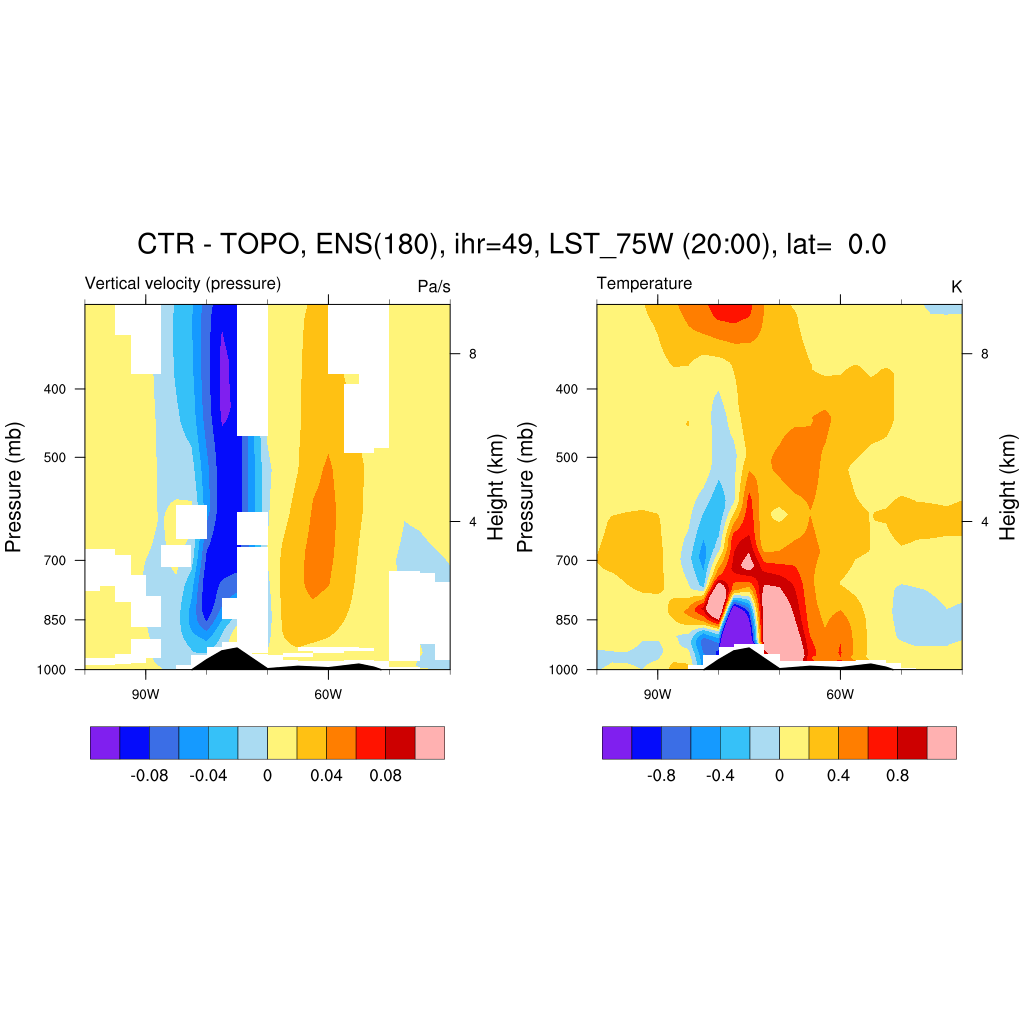 CTR - TOPO, ENS(180), ihr=49, LST_75W (20:00), lat=  0.0
Vertical velocity (pressure)
Pa/s
Pressure (mb)
400
500
700
850
1000
8
4
Height (km)
90W
60W
-0.08
-0.04
0
0.04
0.08
Temperature
K
Pressure (mb)
400
500
700
850
1000
8
4
Height (km)
90W
60W
-0.8
-0.4
0
0.4
0.8